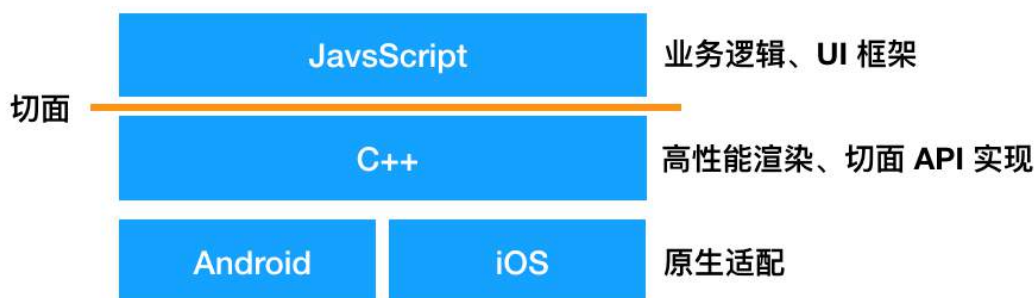 JavsScript
业务逻辑、UI 框架
切面
C++
高性能渲染、切面 API 实现
Android
iOS
原生适配